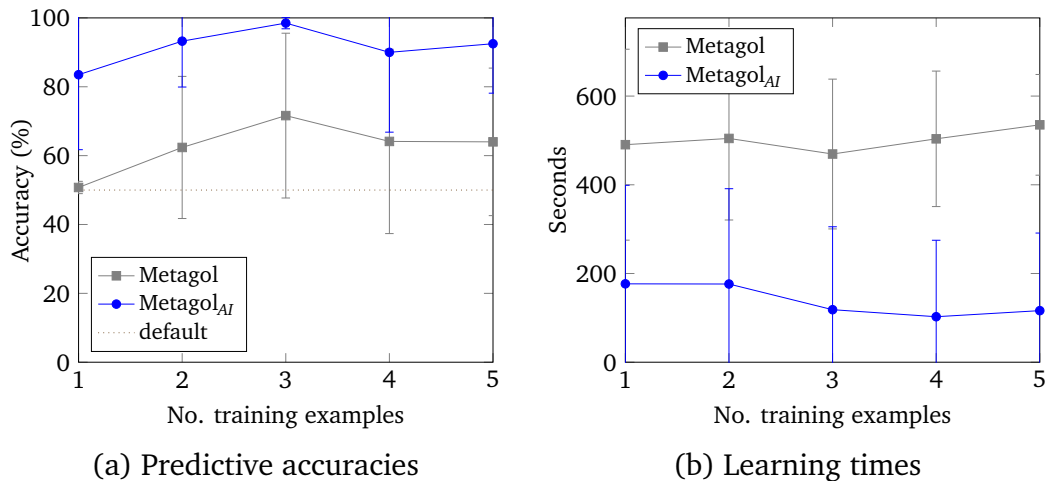 100
80
60
40
20
0
Accuracy (%)
Metagol
Metagol_AI
default
1 2 3 4 5
No. training examples
(a) Predictive accuracies
600
400
200
0
Seconds
Metagol
Metagol_AI
1 2 3 4 5
No. training examples
(b) Learning times